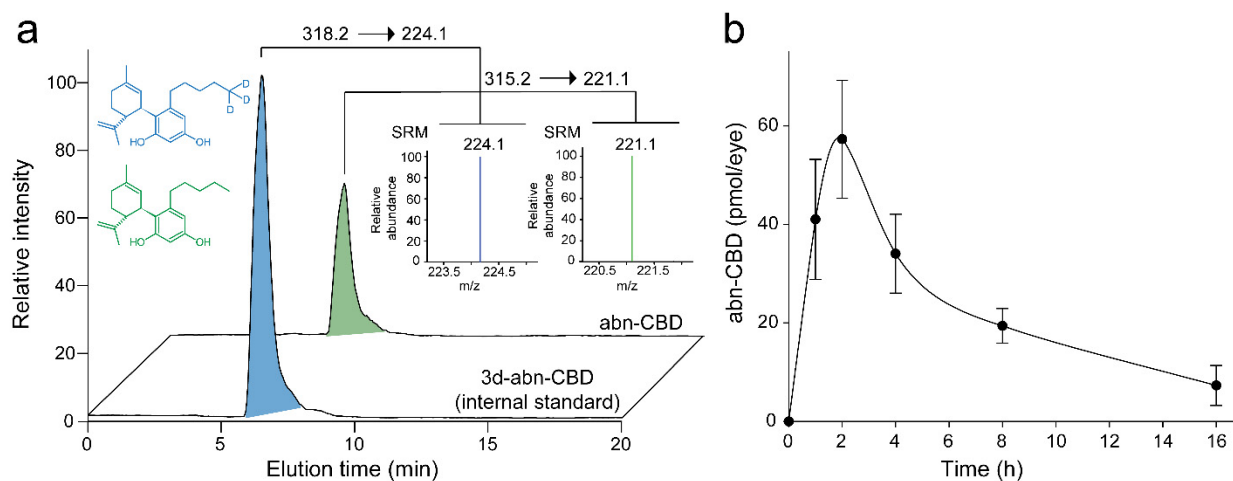 a
318.2 → 224.1
315.2 → 221.1
Relative intensity
100
80
60
40
20
0
D
D
D
HO
OH
HO
OH
SRM
224.1
Relative
abundance
100
80
60
40
20
0
223.5 224.5
m/z
SRM
221.1
Relative
abundance
100
80
60
40
20
0
220.5 221.5
m/z
abn-CBD
3d-abn-CBD
(internal standard)
0 5 10 15 20
Elution time (min)
b
abn-CBD (pmol/eye)
60
40
20
0
0 2 4 6 8 10 12 14 16
Time (h)